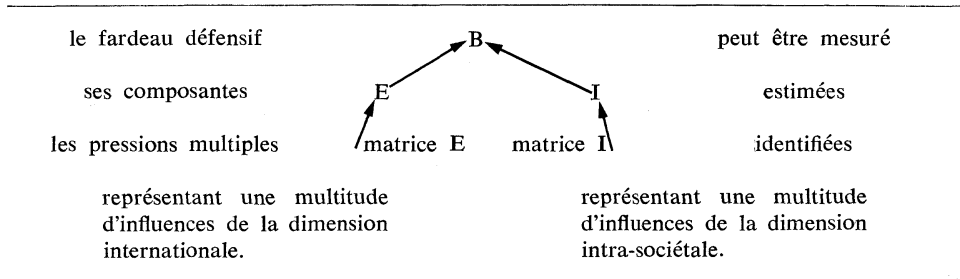 le fardeau défensif B peut être mesuré
ses composantes E I estimées
les pressions multiples matrice E matrice I identifiées
représentant une multitude
d'influences de la dimension
internationale.
représentant une multitude
d'influences de la dimension
intra-sociétale.